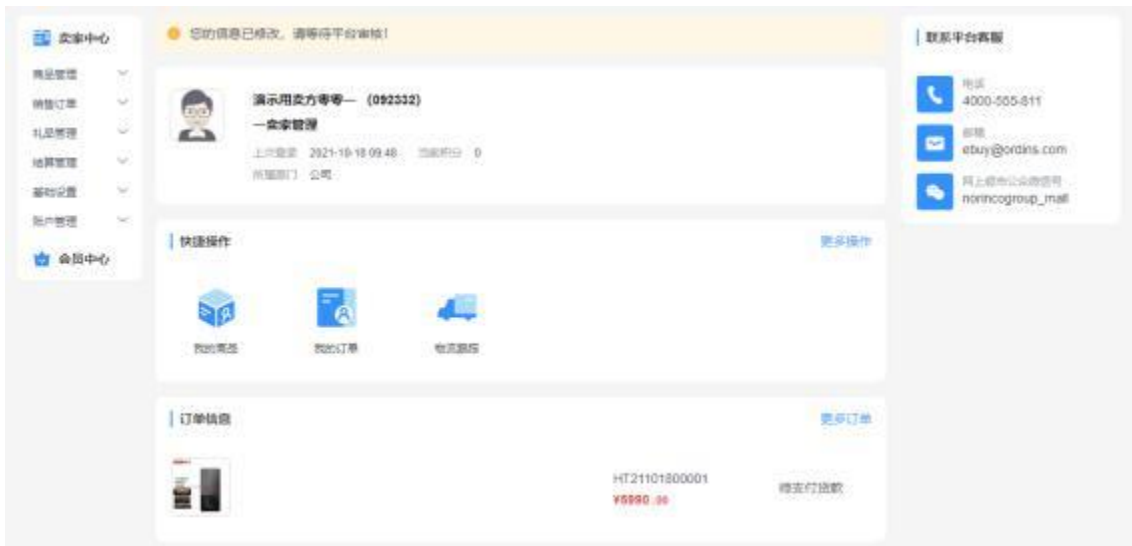 卖家中心
商品管理
销售订单
礼品管理
结算管理
基础设置
账户管理
会员中心
您的信息已修改，请等待平台审核！
演示用卖方零零一 (092332)
一卖家管理
上次登录 2021-10-18 09:48 当前积分 0
所属部门 公司
快捷操作
更多操作
我的商品
我的订单
物流跟踪
订单信息
更多订单
HT21101800001
¥6990.00
待支付货款
联系平台客服
电话
4000-555-811
邮箱
ebuy@ordins.com
网上超市公众微信号
norincogroup_mall